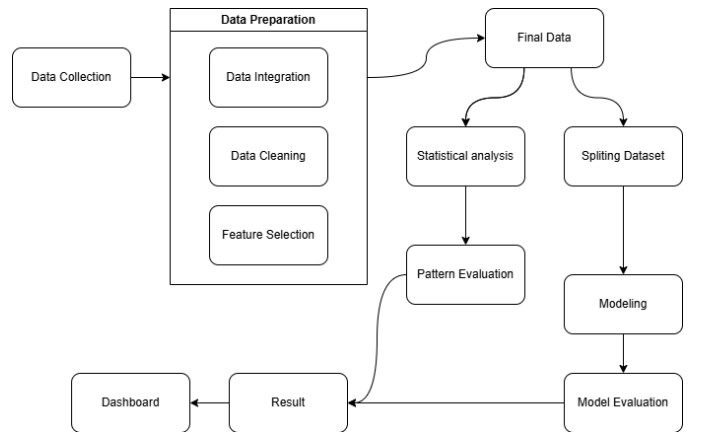 Data Preparation
Data Collection
Data Integration
Data Cleaning
Feature Selection
Final Data
Statistical analysis
Spliting Dataset
Pattern Evaluation
Modeling
Model Evaluation
Result
Dashboard